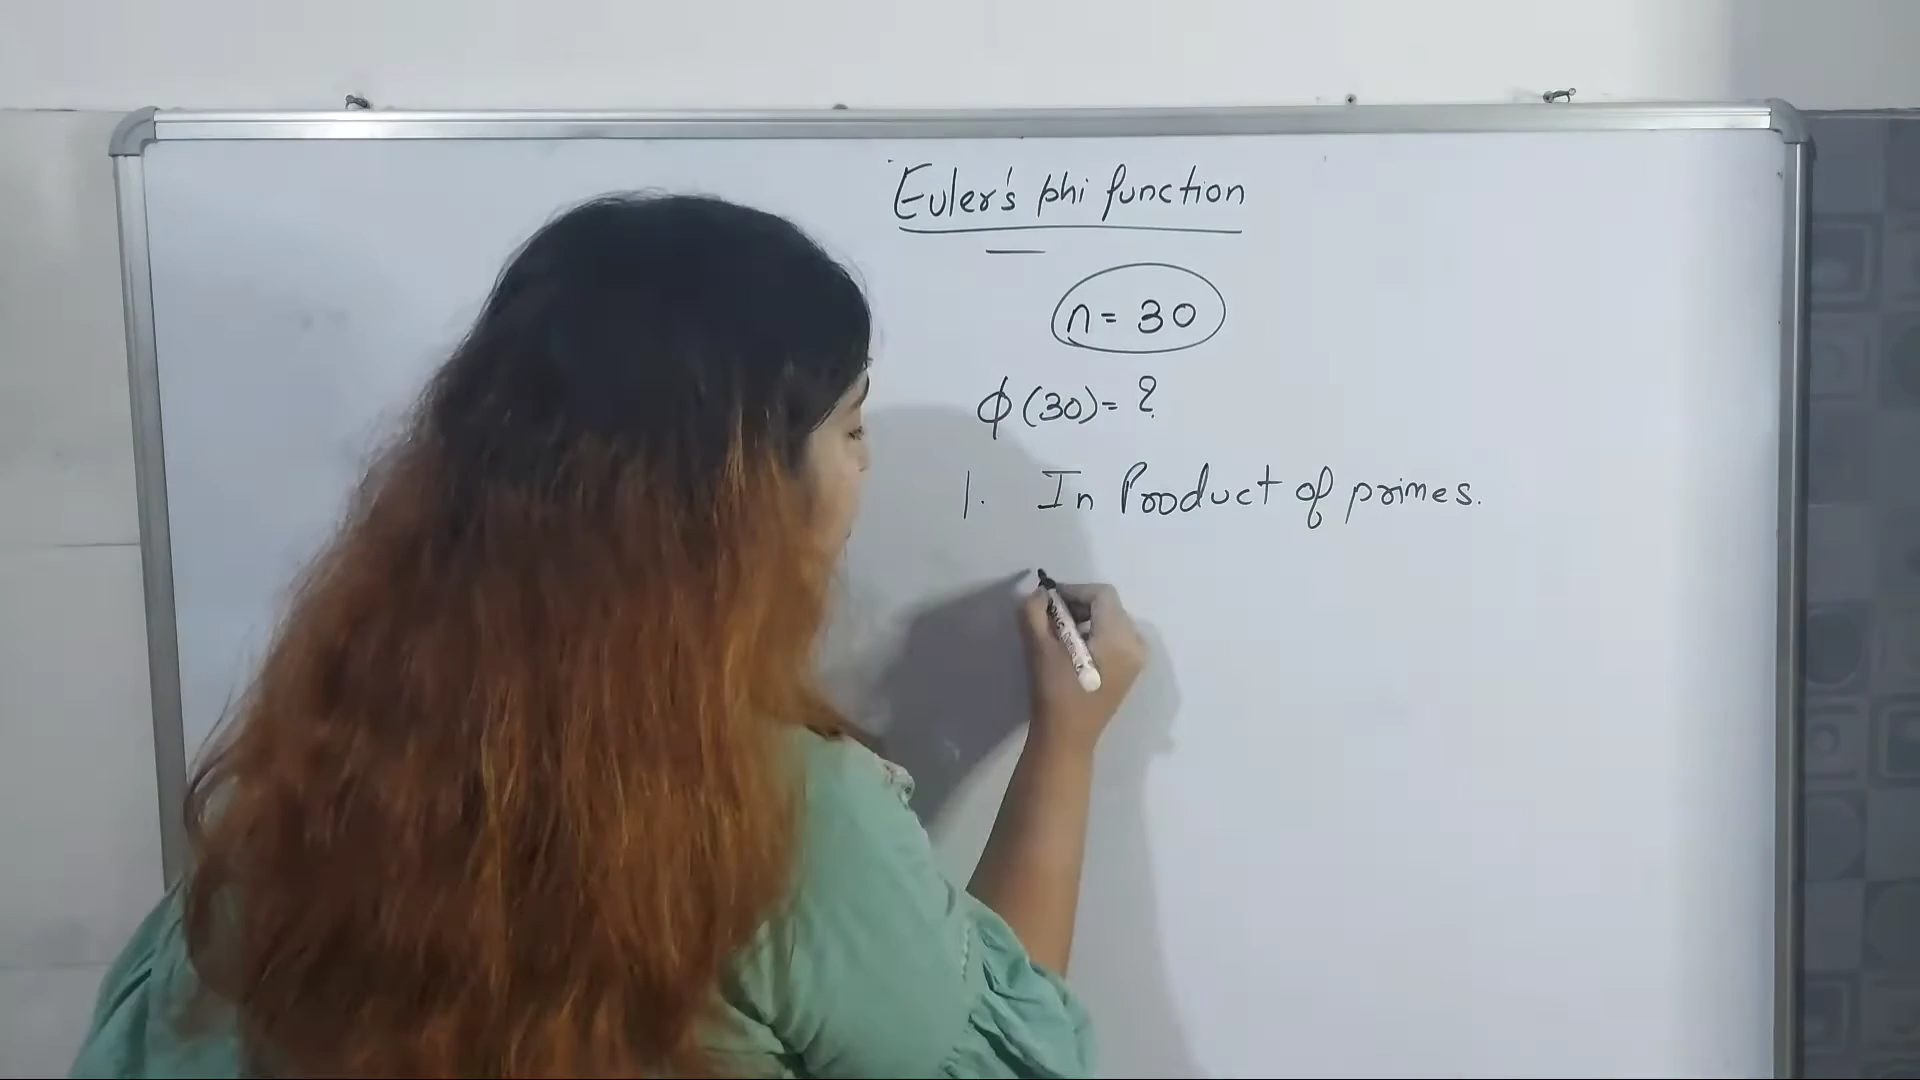 Euler's phi function
n = 30
ϕ (30) = ?
1. In Product of primes.